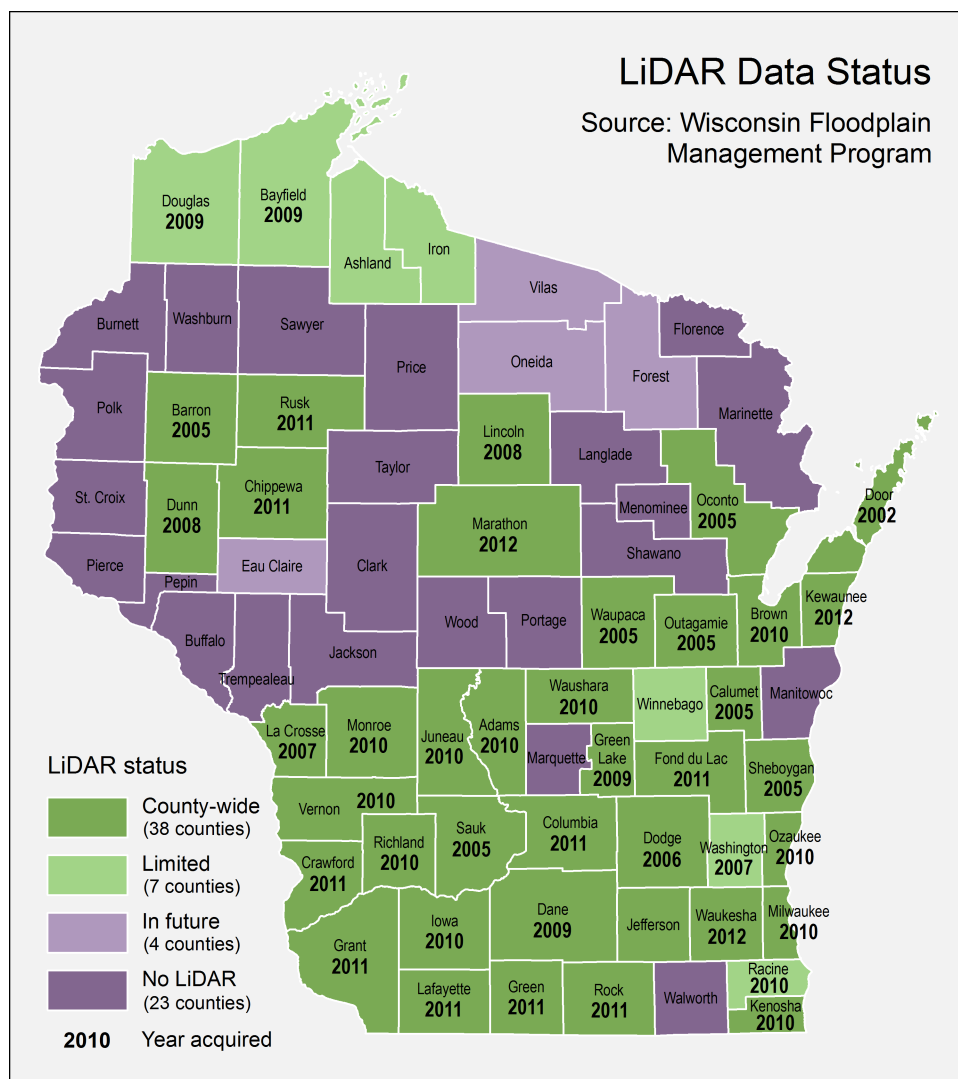 LiDAR Data Status
Source: Wisconsin Floodplain
Management Program
Douglas
2009
Bayfield
2009
Ashland
Iron
Vilas
Burnett
Washburn
Sawyer
Price
Oneida
Forest
Florence
Marinette
Polk
Barron
2005
Rusk
2011
Lincoln
2008
Taylor
Langlade
Chippewa
2011
St. Croix
Dunn
2008
Marathon
2012
Menominee
Oconto
2005
Door
2002
Pierce
Pepin
Eau Claire
Clark
Shawano
Waupaca
2005
Outagamie
2005
Brown
2010
Kewaunee
2012
Buffalo
Trempealeau
Jackson
Wood
Portage
La Crosse
2007
Monroe
2010
Juneau
2010
Adams
2010
Waushara
2010
Winnebago
Calumet
2005
Manitowoc
Marquette
Green
Lake
2009
Fond du Lac
2011
Sheboygan
2005
Vernon
2010
Crawford
2011
Richland
2010
Sauk
2005
Columbia
2011
Dodge
2006
Washington
2007
Ozaukee
2010
Grant
2011
Iowa
2010
Dane
2009
Jefferson
Waukesha
2012
Milwaukee
2010
Lafayette
2011
Green
2011
Rock
2011
Walworth
Racine
2010
Kenosha
2010
LiDAR status
County-wide
(38 counties)
Limited
(7 counties)
In future
(4 counties)
No LiDAR
(23 counties)
2010 Year acquired